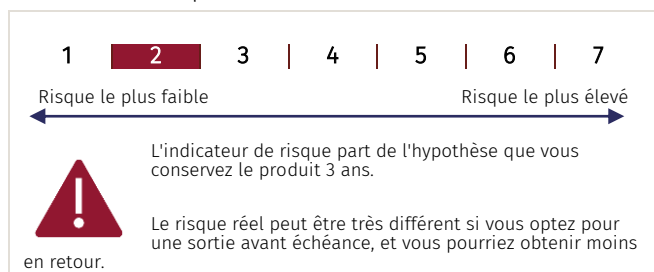 1 2 3 4 5 6 7
Risque le plus faible Risque le plus élevé
L'indicateur de risque part de l'hypothèse que vous
conservez le produit 3 ans.
Le risque réel peut être très différent si vous optez pour
une sortie avant échéance, et vous pourriez obtenir moins
en retour.